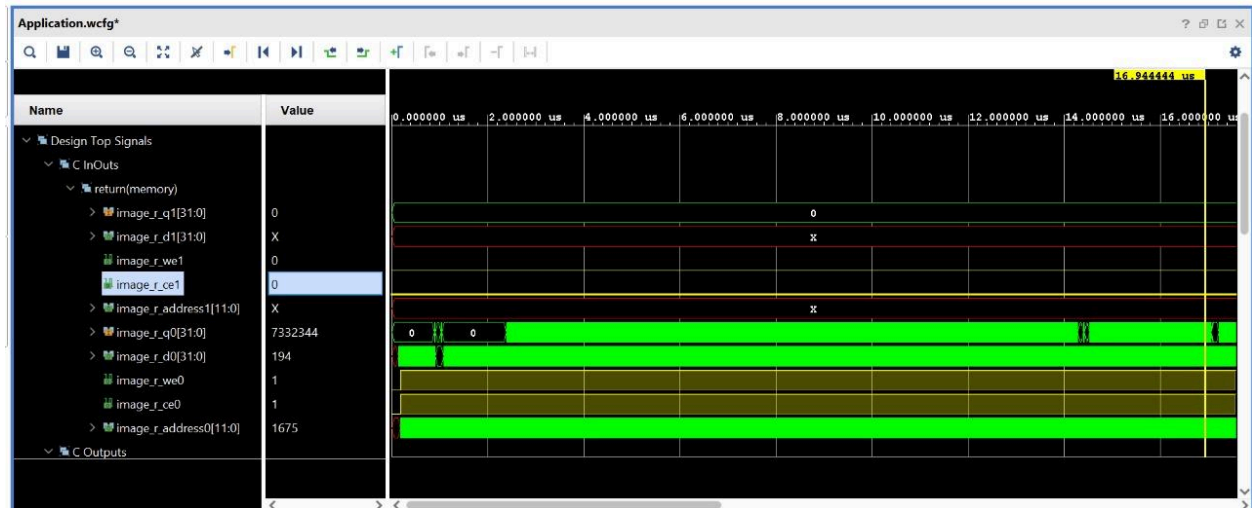 Application.wcfg*
16.944444 us
Name Value
0.000000 us 2.000000 us 4.000000 us 6.000000 us 8.000000 us 10.000000 us 12.000000 us 14.000000 us 16.000000 us
Design Top Signals
C InOuts
return(memory)
image_r_q1[31:0] 0 0
image_r_d1[31:0] X X
image_r_we1 0
image_r_ce1 0
image_r_address1[11:0] X X
image_r_q0[31:0] 7332344 0 0
image_r_d0[31:0] 194
image_r_we0 1
image_r_ce0 1
image_r_address0[11:0] 1675
C Outputs